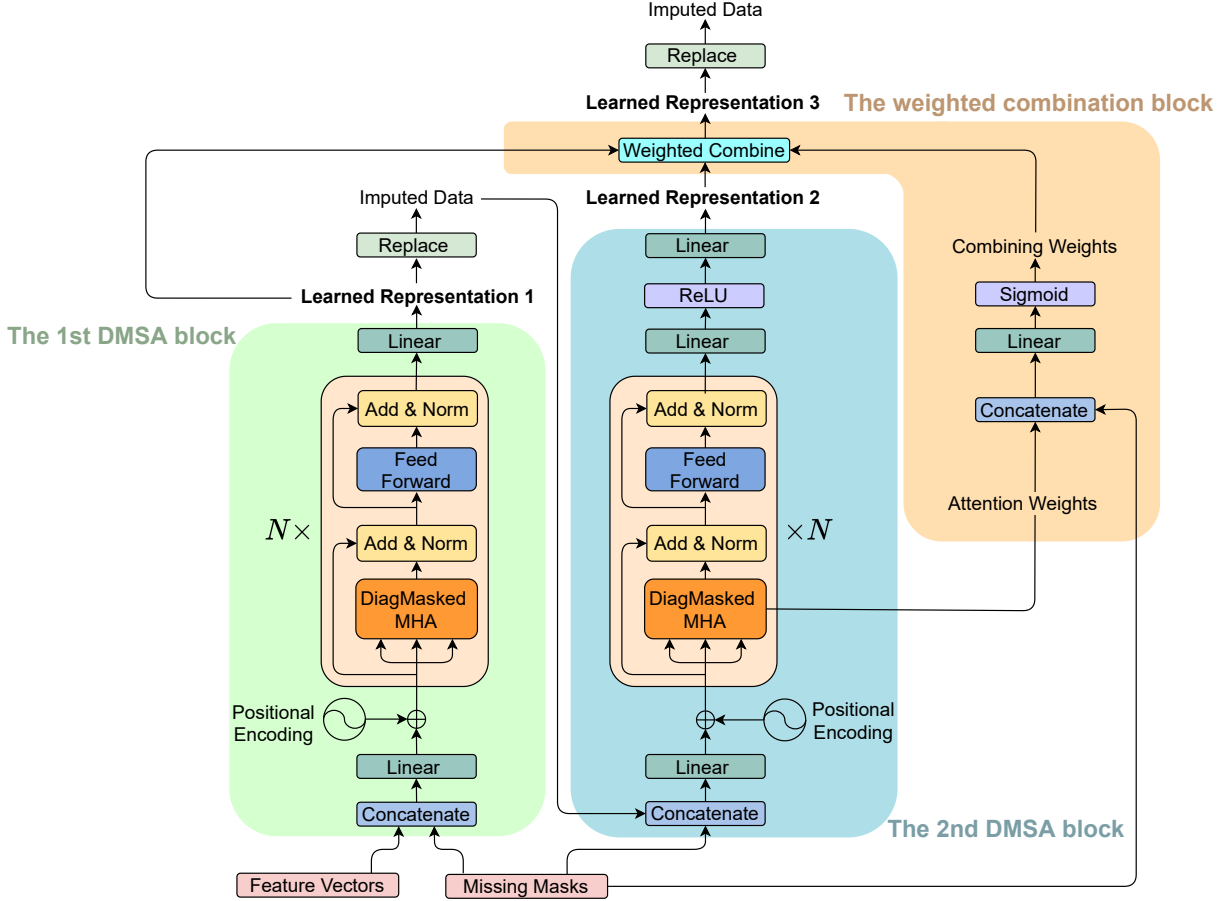 Imputed Data
Replace
Learned Representation 3
The weighted combination block
Weighted Combine
Imputed Data
Learned Representation 2
Replace
Linear
Combining Weights
Learned Representation 1
ReLU
Sigmoid
The 1st DMSA block
Linear
Linear
Linear
Add & Norm
Add & Norm
Concatenate
Feed
Forward
Feed
Forward
Attention Weights
N×
Add & Norm
Add & Norm
×N
DiagMasked
MHA
DiagMasked
MHA
Positional
Encoding
Positional
Encoding
Linear
Linear
Concatenate
Concatenate
The 2nd DMSA block
Feature Vectors
Missing Masks